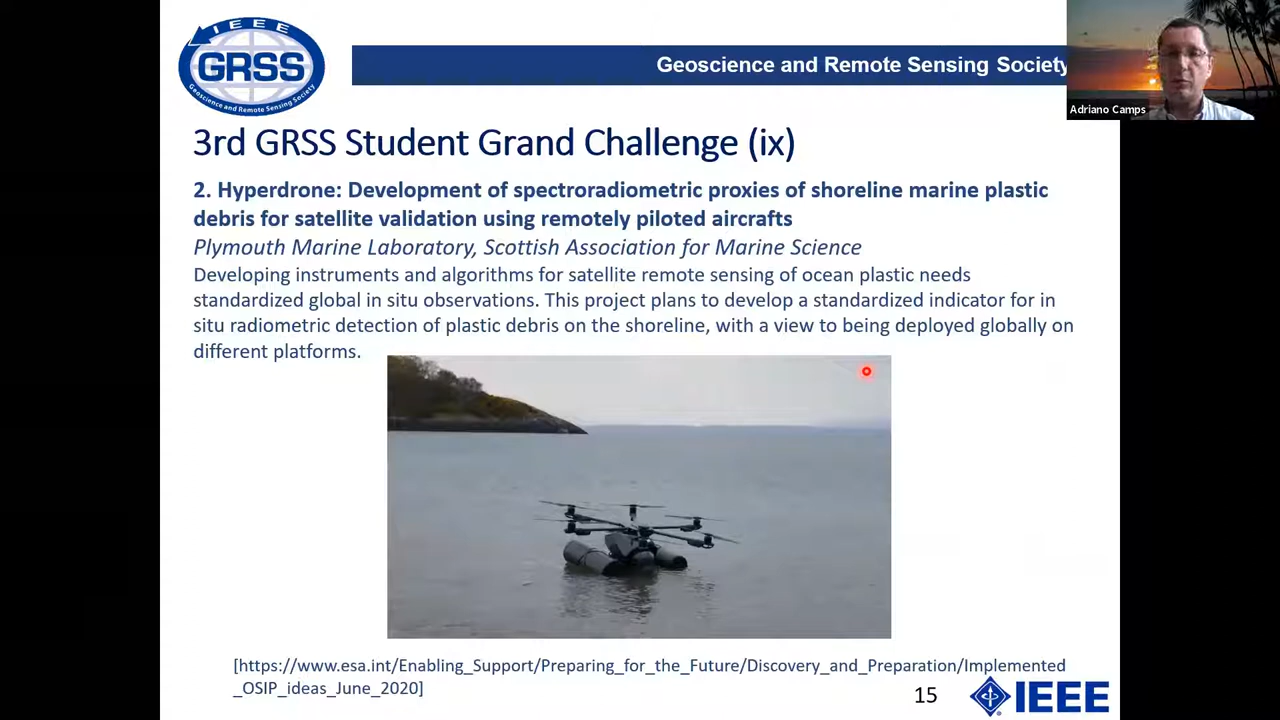 IEEE
GRSS
Geoscience and Remote Sensing Society
Geoscience and Remote Sensing Society
Adriano Camps
3rd GRSS Student Grand Challenge (ix)
2. Hyperdrone: Development of spectroradiometric proxies of shoreline marine plastic
debris for satellite validation using remotely piloted aircrafts
Plymouth Marine Laboratory, Scottish Association for Marine Science
Developing instruments and algorithms for satellite remote sensing of ocean plastic needs
standardized global in situ observations. This project plans to develop a standardized indicator for in
situ radiometric detection of plastic debris on the shoreline, with a view to being deployed globally on
different platforms.
[https://www.esa.int/Enabling_Support/Preparing_for_the_Future/Discovery_and_Preparation/Implemented
_OSIP_ideas_June_2020]
15
IEEE